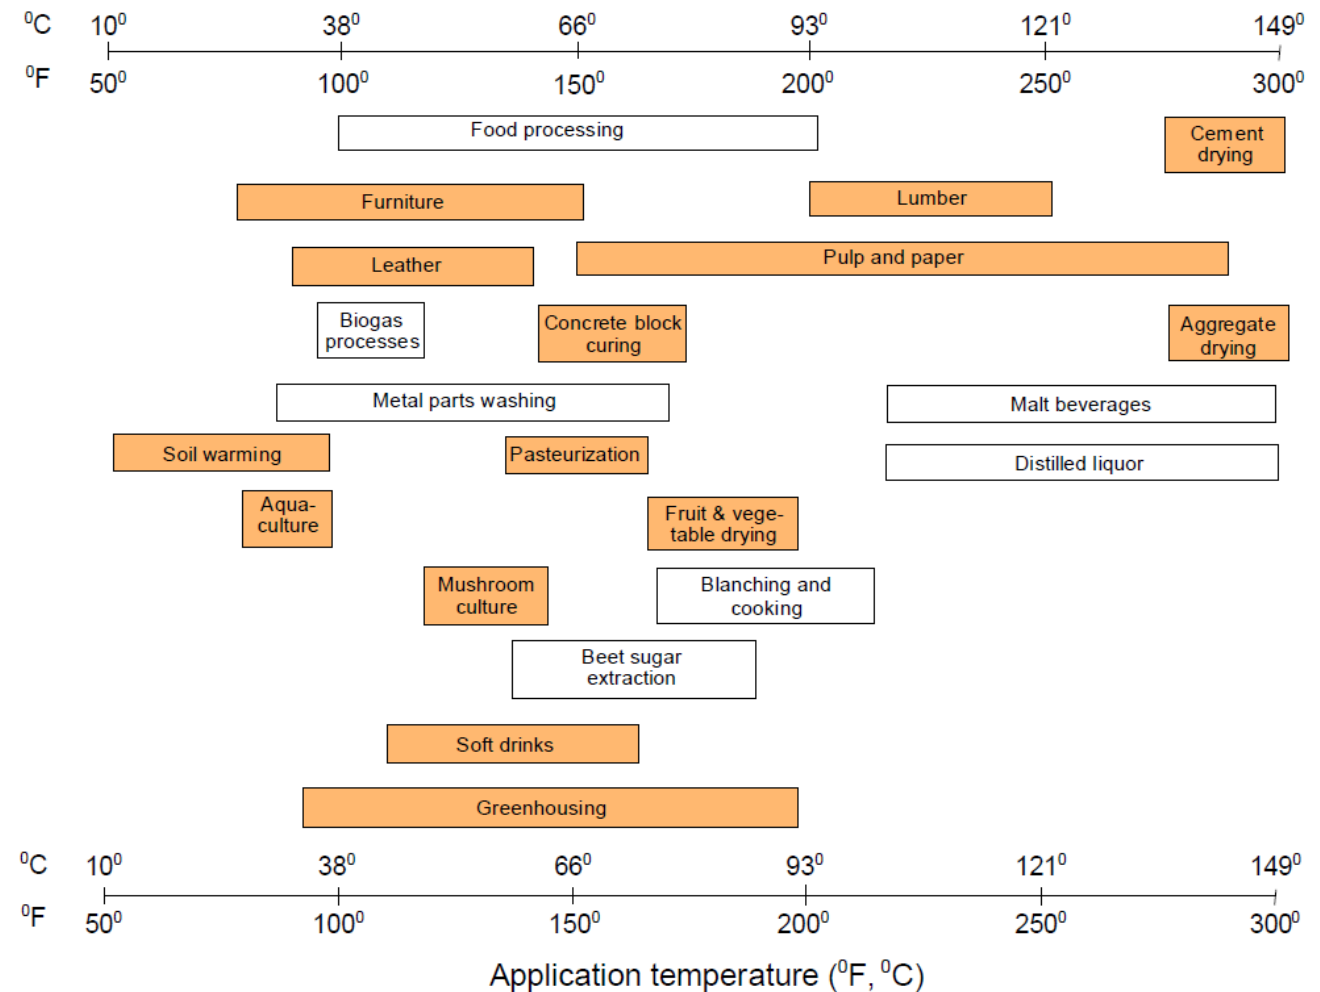 ⁰C 10⁰ 38⁰ 66⁰ 93⁰ 121⁰ 149⁰
⁰F 50⁰ 100⁰ 150⁰ 200⁰ 250⁰ 300⁰
Food processing
Cement
drying
Furniture
Lumber
Leather
Pulp and paper
Biogas
processes
Concrete block
curing
Aggregate
drying
Metal parts washing
Malt beverages
Soil warming
Pasteurization
Distilled liquor
Aqua-
culture
Fruit & vege-
table drying
Mushroom
culture
Blanching and
cooking
Beet sugar
extraction
Soft drinks
Greenhousing
⁰C 10⁰ 38⁰ 66⁰ 93⁰ 121⁰ 149⁰
⁰F 50⁰ 100⁰ 150⁰ 200⁰ 250⁰ 300⁰
Application temperature (⁰F, ⁰C)